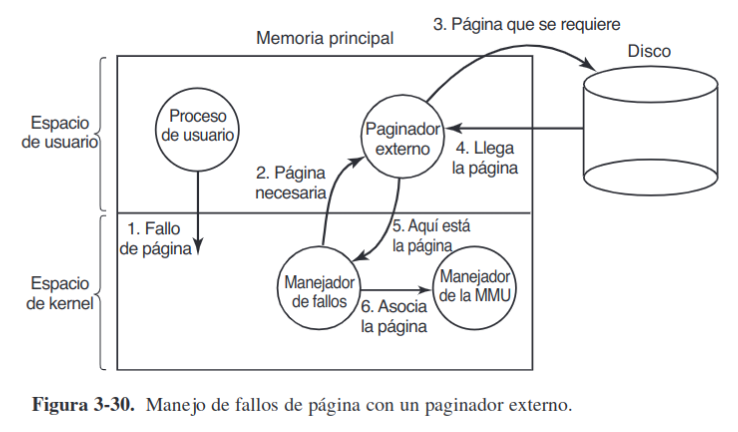 Memoria principal
3. Página que se requiere
Disco
Espacio
de usuario
Proceso
de usuario
Paginador
externo
4. Llega
la página
2. Página
necesaria
1. Fallo
de página
5. Aquí está
la página
Espacio
de kernel
Manejador
de fallos
Manejador
de la MMU
6. Asocia
la página
Figura 3-30. Manejo de fallos de página con un paginador externo.